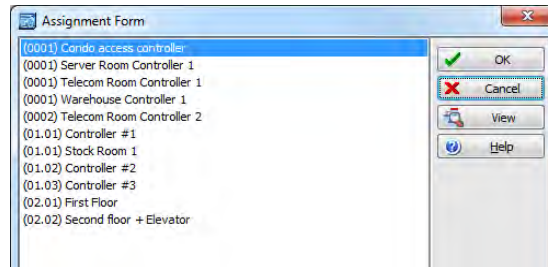 Assignment Form
(0001) Condo access controller
(0001) Server Room Controller 1
(0001) Telecom Room Controller 1
(0001) Warehouse Controller 1
(0002) Telecom Room Controller 2
(01.01) Controller #1
(01.01) Stock Room 1
(01.02) Controller #2
(01.03) Controller #3
(02.01) First Floor
(02.02) Second floor + Elevator
OK
Cancel
View
Help